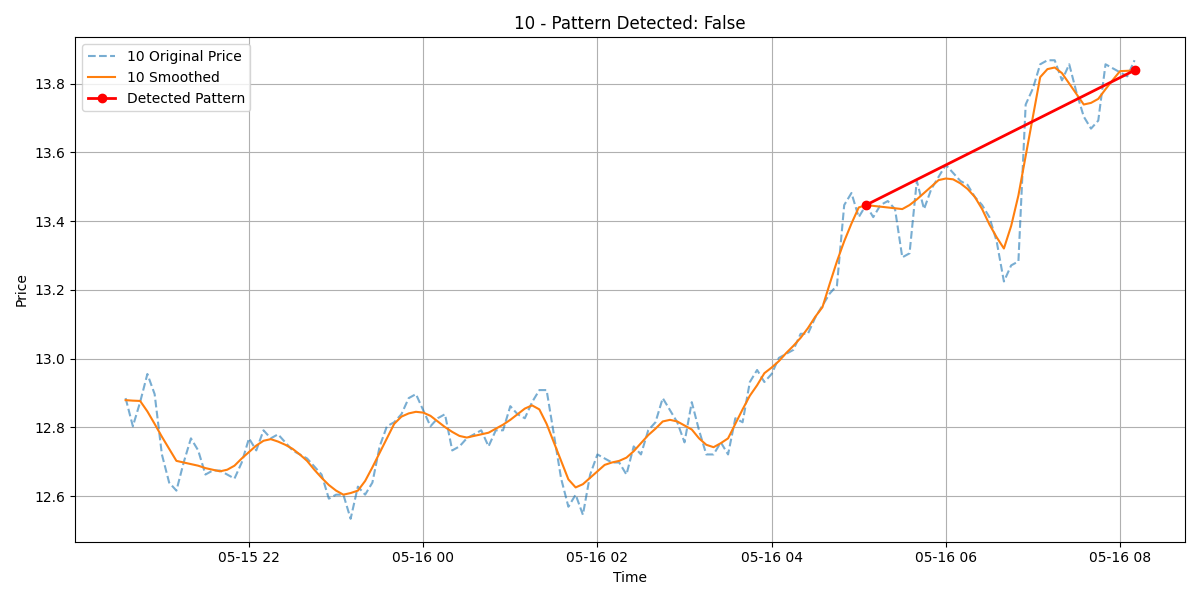 10 - Pattern Detected: False
10 Original Price
10 Smoothed
Detected Pattern
Price
13.8
13.6
13.4
13.2
13.0
12.8
12.6
05-15 22
05-16 00
05-16 02
05-16 04
05-16 06
05-16 08
Time